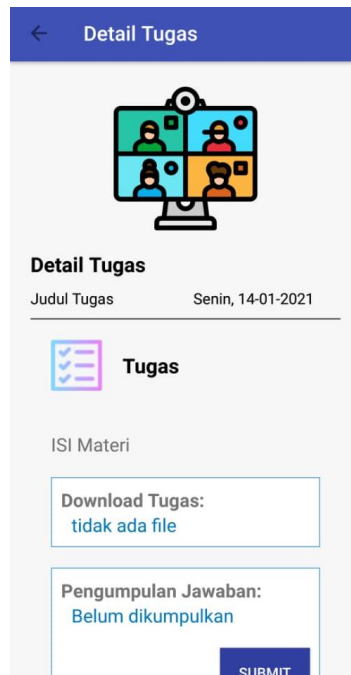 Detail Tugas
Detail Tugas
Judul Tugas Senin, 14-01-2021
Tugas
ISI Materi
Download Tugas:
tidak ada file
Pengumpulan Jawaban:
Belum dikumpulkan
SUBMIT